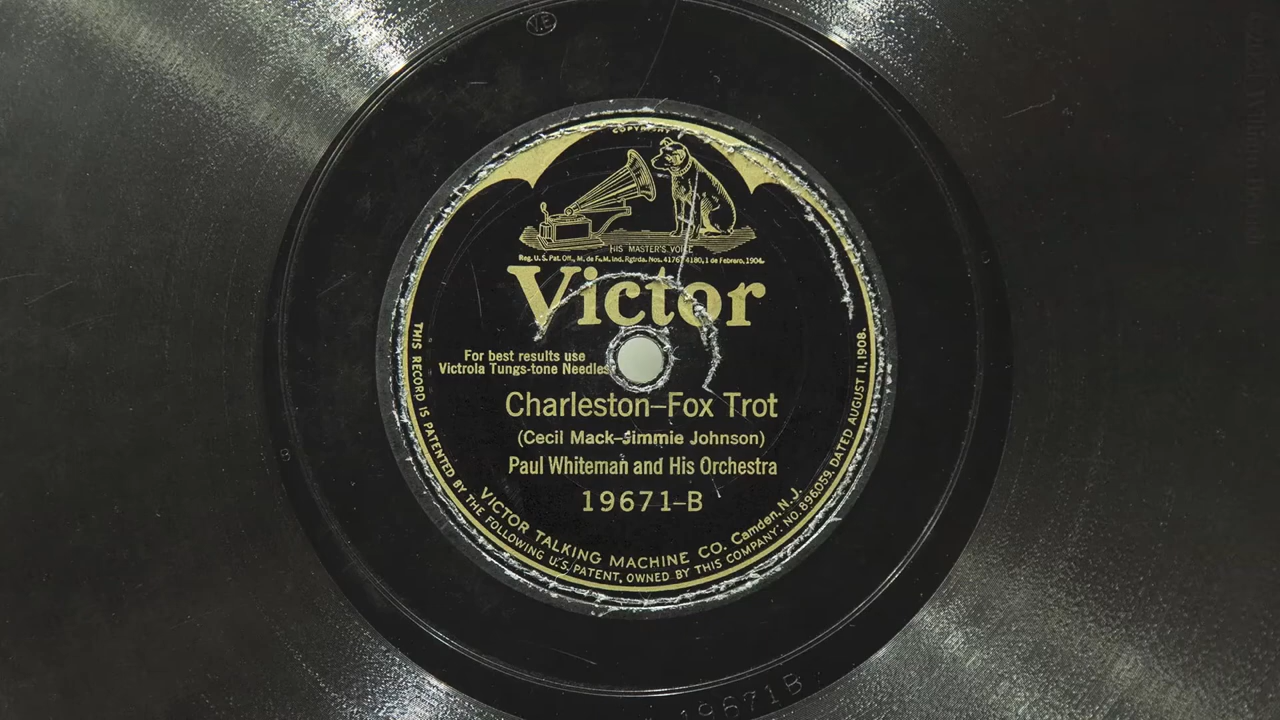 VE
COPYRIGHT
HIS MASTER'S VOICE
Reg. U.S. Pat. Off., M. de F., M. Ind. Rgtrda. Nos. 4176, 4180, 1 de Febrero, 1904.
Victor
For best results use
Victrola Tungs-tone Needles
Charleston–Fox Trot
(Cecil Mack–Jimmie Johnson)
Paul Whiteman and His Orchestra
19671–B
VICTOR TALKING MACHINE CO. Camden, N.J.
THIS RECORD IS PATENTED BY THE FOLLOWING U.S. PATENT, OWNED BY THIS COMPANY: NO. 896,059. DATED AUGUST 11, 1908.
19671B